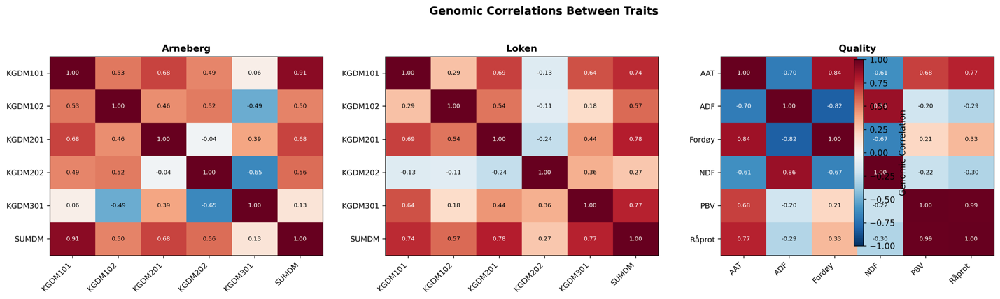 Genomic Correlations Between Traits
Arneberg
KGDM101 1.00 0.53 0.68 0.49 0.06 0.91
KGDM102 0.53 1.00 0.46 0.52 -0.49 0.50
KGDM201 0.68 0.46 1.00 -0.04 0.39 0.68
KGDM202 0.49 0.52 -0.04 1.00 -0.65 0.56
KGDM301 0.06 -0.49 0.39 -0.65 1.00 0.13
SUMDM 0.91 0.50 0.68 0.56 0.13 1.00
KGDM101 KGDM102 KGDM201 KGDM202 KGDM301 SUMDM
Loken
KGDM101 1.00 0.29 0.69 -0.13 0.64 0.74
KGDM102 0.29 1.00 0.54 -0.11 0.18 0.57
KGDM201 0.69 0.54 1.00 -0.24 0.44 0.78
KGDM202 -0.13 -0.11 -0.24 1.00 0.36 0.27
KGDM301 0.64 0.18 0.44 0.36 1.00 0.77
SUMDM 0.74 0.57 0.78 0.27 0.77 1.00
KGDM101 KGDM102 KGDM201 KGDM202 KGDM301 SUMDM
Quality
AAT 1.00 -0.70 0.84 -0.61 0.68 0.77
ADF -0.70 1.00 -0.82 0.86 -0.20 -0.29
Fordøy 0.84 -0.82 1.00 -0.67 0.21 0.33
NDF -0.61 0.86 -0.67 1.00 -0.22 -0.30
PBV 0.68 -0.20 0.21 -0.22 1.00 0.99
Råprot 0.77 -0.29 0.33 -0.30 0.99 1.00
AAT ADF Fordøy NDF PBV Råprot
1.00
0.75
0.50
0.25
0.00
−0.25
−0.50
−0.75
−1.00
Genomic Correlation